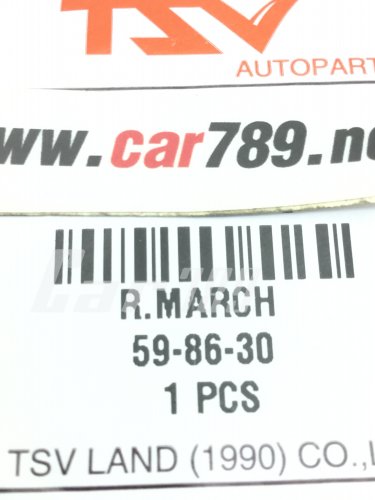 TSV
AUTOPART
www.car789.ne
R.MARCH
59-86-30
1 PCS
TSV LAND (1990) CO.,L